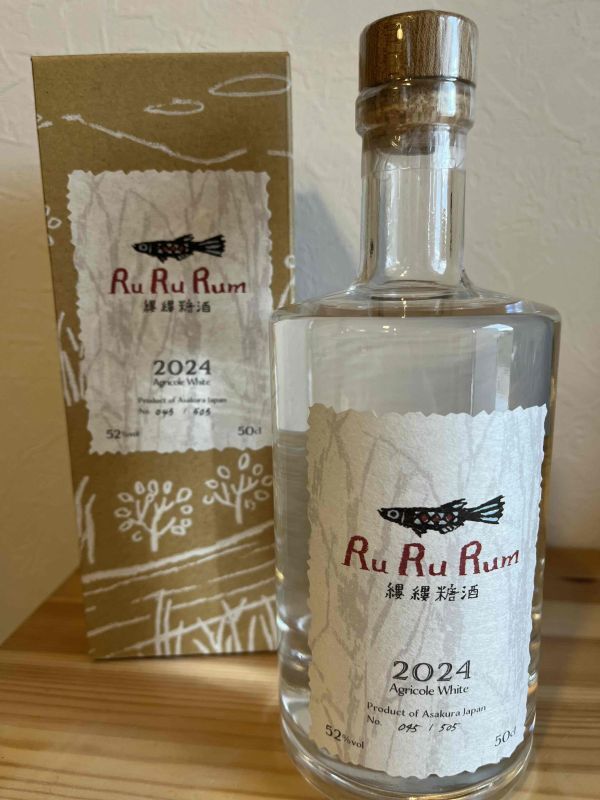 Ru Ru Rum
縷縷糖酒
2024
Agricole White
Product of Asakura Japan
No. 045 / 505
52%vol 50cl
Ru Ru Rum
縷縷糖酒
2024
Agricole White
Product of Asakura Japan
No. 045 / 505
52%vol 50cl